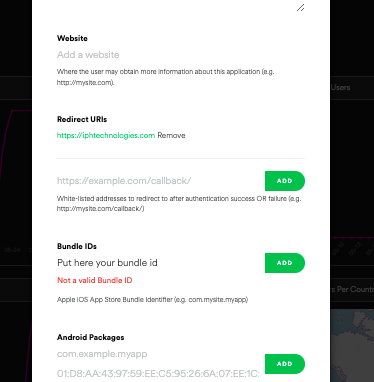 Website
Add a website
Where the user may obtain more information about this application (e.g.
http://mysite.com).
Users
Redirect URIs
https://iphtechnologies.com Remove
https://example.com/callback/
ADD
White-listed addresses to redirect to after authentication success OR failure (e.g.
http://mysite.com/callback/)
Bundle IDs
Put here your bundle id
ADD
Not a valid Bundle ID
Apple iOS App Store Bundle Identifier (e.g. com.mysite.myapp)
rs Per Countr
Android Packages
com.example.myapp
ADD
01:D8:AA:43:97:59:EE:C5:95:26:6A:07:EE:1C: